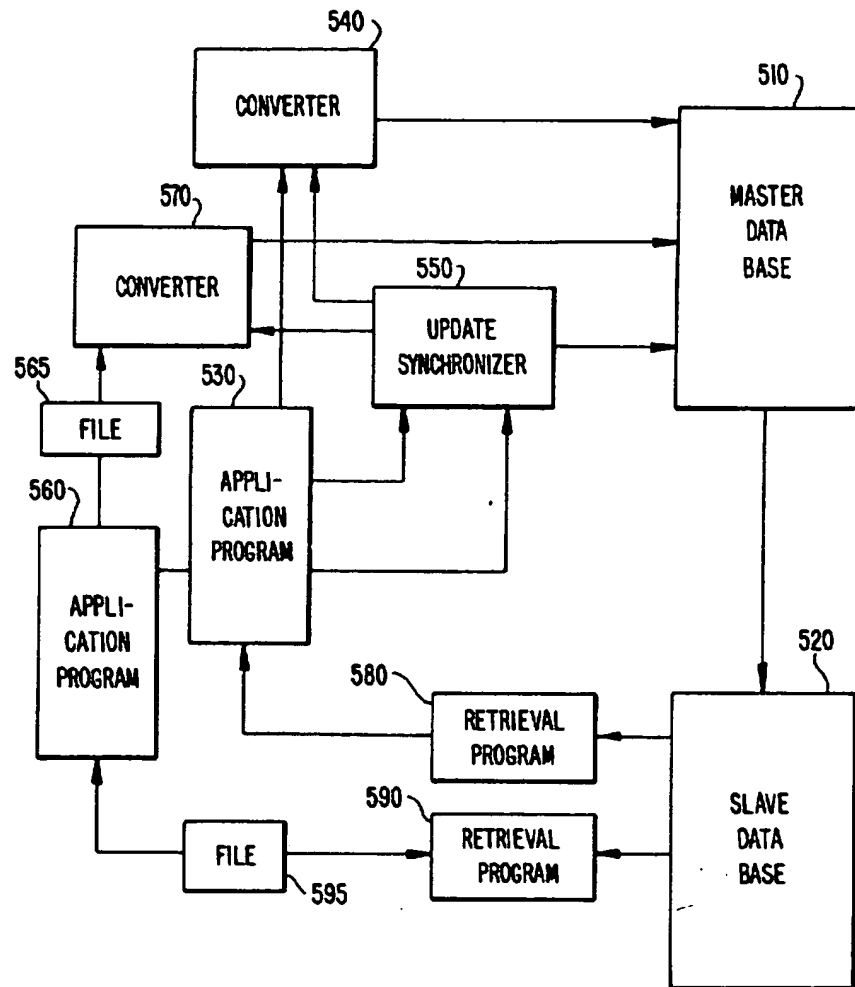 540
CONVERTER
510
MASTER
DATA
BASE
570
CONVERTER
550
UPDATE
SYNCHRONIZER
565
FILE
530
APPLI-
CATION
PROGRAM
560
APPLI-
CATION
PROGRAM
580
RETRIEVAL
PROGRAM
520
SLAVE
DATA
BASE
590
RETRIEVAL
PROGRAM
FILE
595